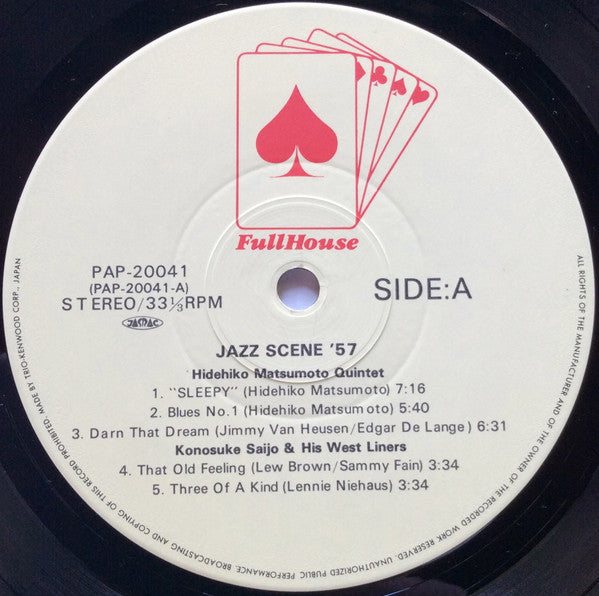 FullHouse
PAP-20041
(PAP-20041-A)
STEREO/33⅓RPM
JASRAC
SIDE:A
JAZZ SCENE '57
Hidehiko Matsumoto Quintet
1. "SLEEPY" (Hidehiko Matsumoto) 7:16
2. Blues No.1 (Hidehiko Matsumoto) 5:40
3. Darn That Dream (Jimmy Van Heusen/Edgar De Lange) 6:31
Konosuke Saijo & His West Liners
4. That Old Feeling (Lew Brown/Sammy Fain) 3:34
5. Three Of A Kind (Lennie Niehaus) 3:34
ALL RIGHTS OF THE MANUFACTURER AND OF THE OWNER OF THE RECORDED WORK RESERVED. UNAUTHORIZED PUBLIC PERFORMANCE. BROADCASTING AND COPYING OF THIS RECORD PROHIBITED. MADE BY TRIO-KENWOOD CORP., JAPAN